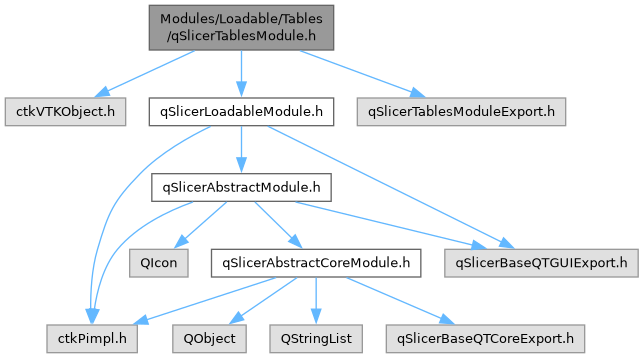 Modules/Loadable/Tables
/qSlicerTablesModule.h
ctkVTKObject.h
qSlicerLoadableModule.h
qSlicerTablesModuleExport.h
qSlicerAbstractModule.h
QIcon
qSlicerAbstractCoreModule.h
qSlicerBaseQTGUIExport.h
ctkPimpl.h
QObject
QStringList
qSlicerBaseQTCoreExport.h